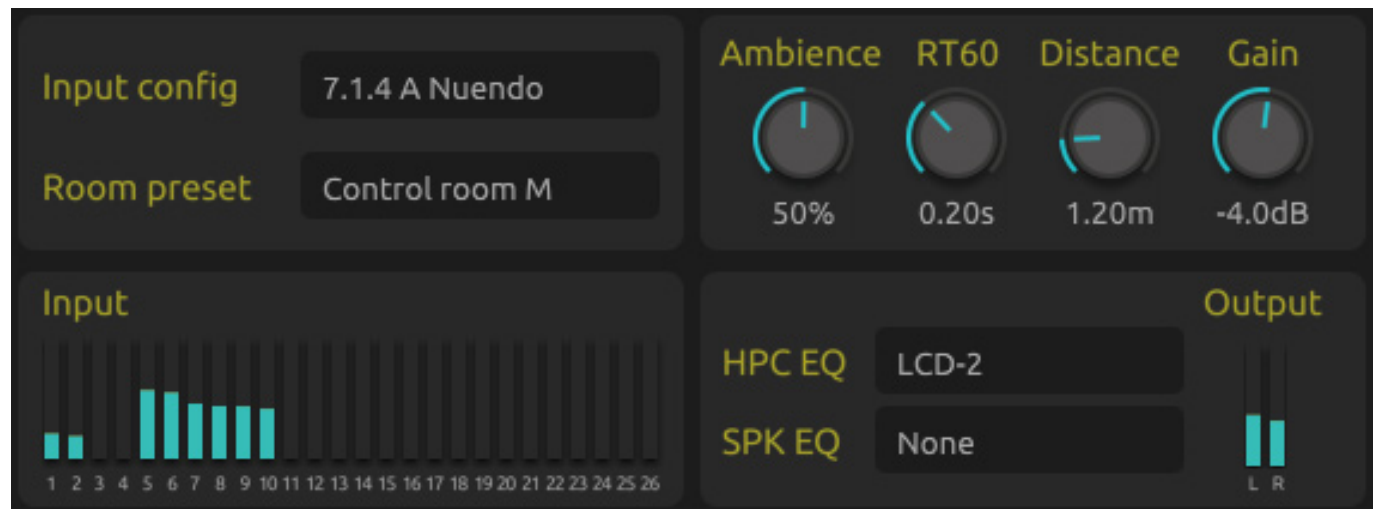 Input config
7.1.4 A Nuendo
Room preset
Control room M
Ambience RT60 Distance Gain
50% 0.20s 1.20m -4.0dB
Input
1 2 3 4 5 6 7 8 9 10 11 12 13 14 15 16 17 18 19 20 21 22 23 24 25 26
Output
HPC EQ
LCD-2
SPK EQ
None
L R